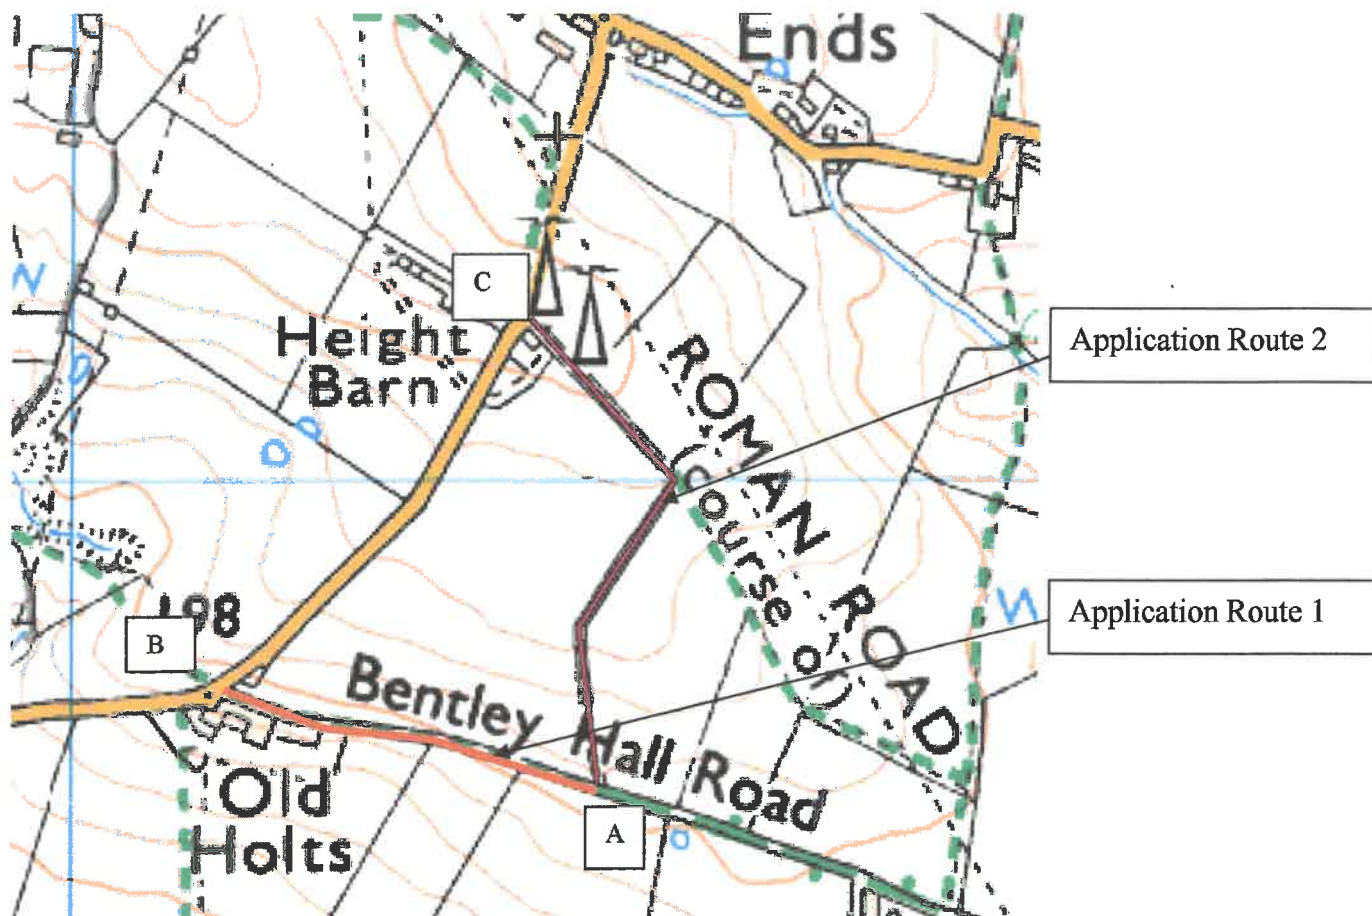 Ends
C
Height
Barn
Application Route 2
ROMAN ROAD
(Course of)
Application Route 1
198
B
Bentley Hall Road
Old
Holts
A